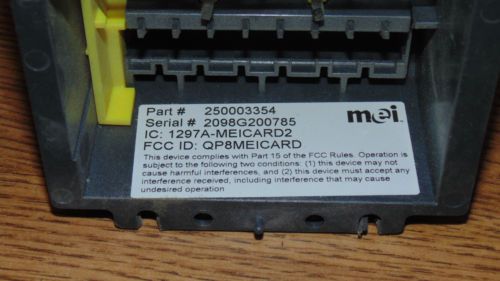 mei
Part # 250003354
Serial # 2098G200785
IC: 1297A-MEICARD2
FCC ID: QP8MEICARD
This device complies with Part 15 of the FCC Rules. Operation is
subject to the following two conditions: (1) this device may not
cause harmful interferences, and (2) this device must accept any
interference received, including interference that may cause
undesired operation